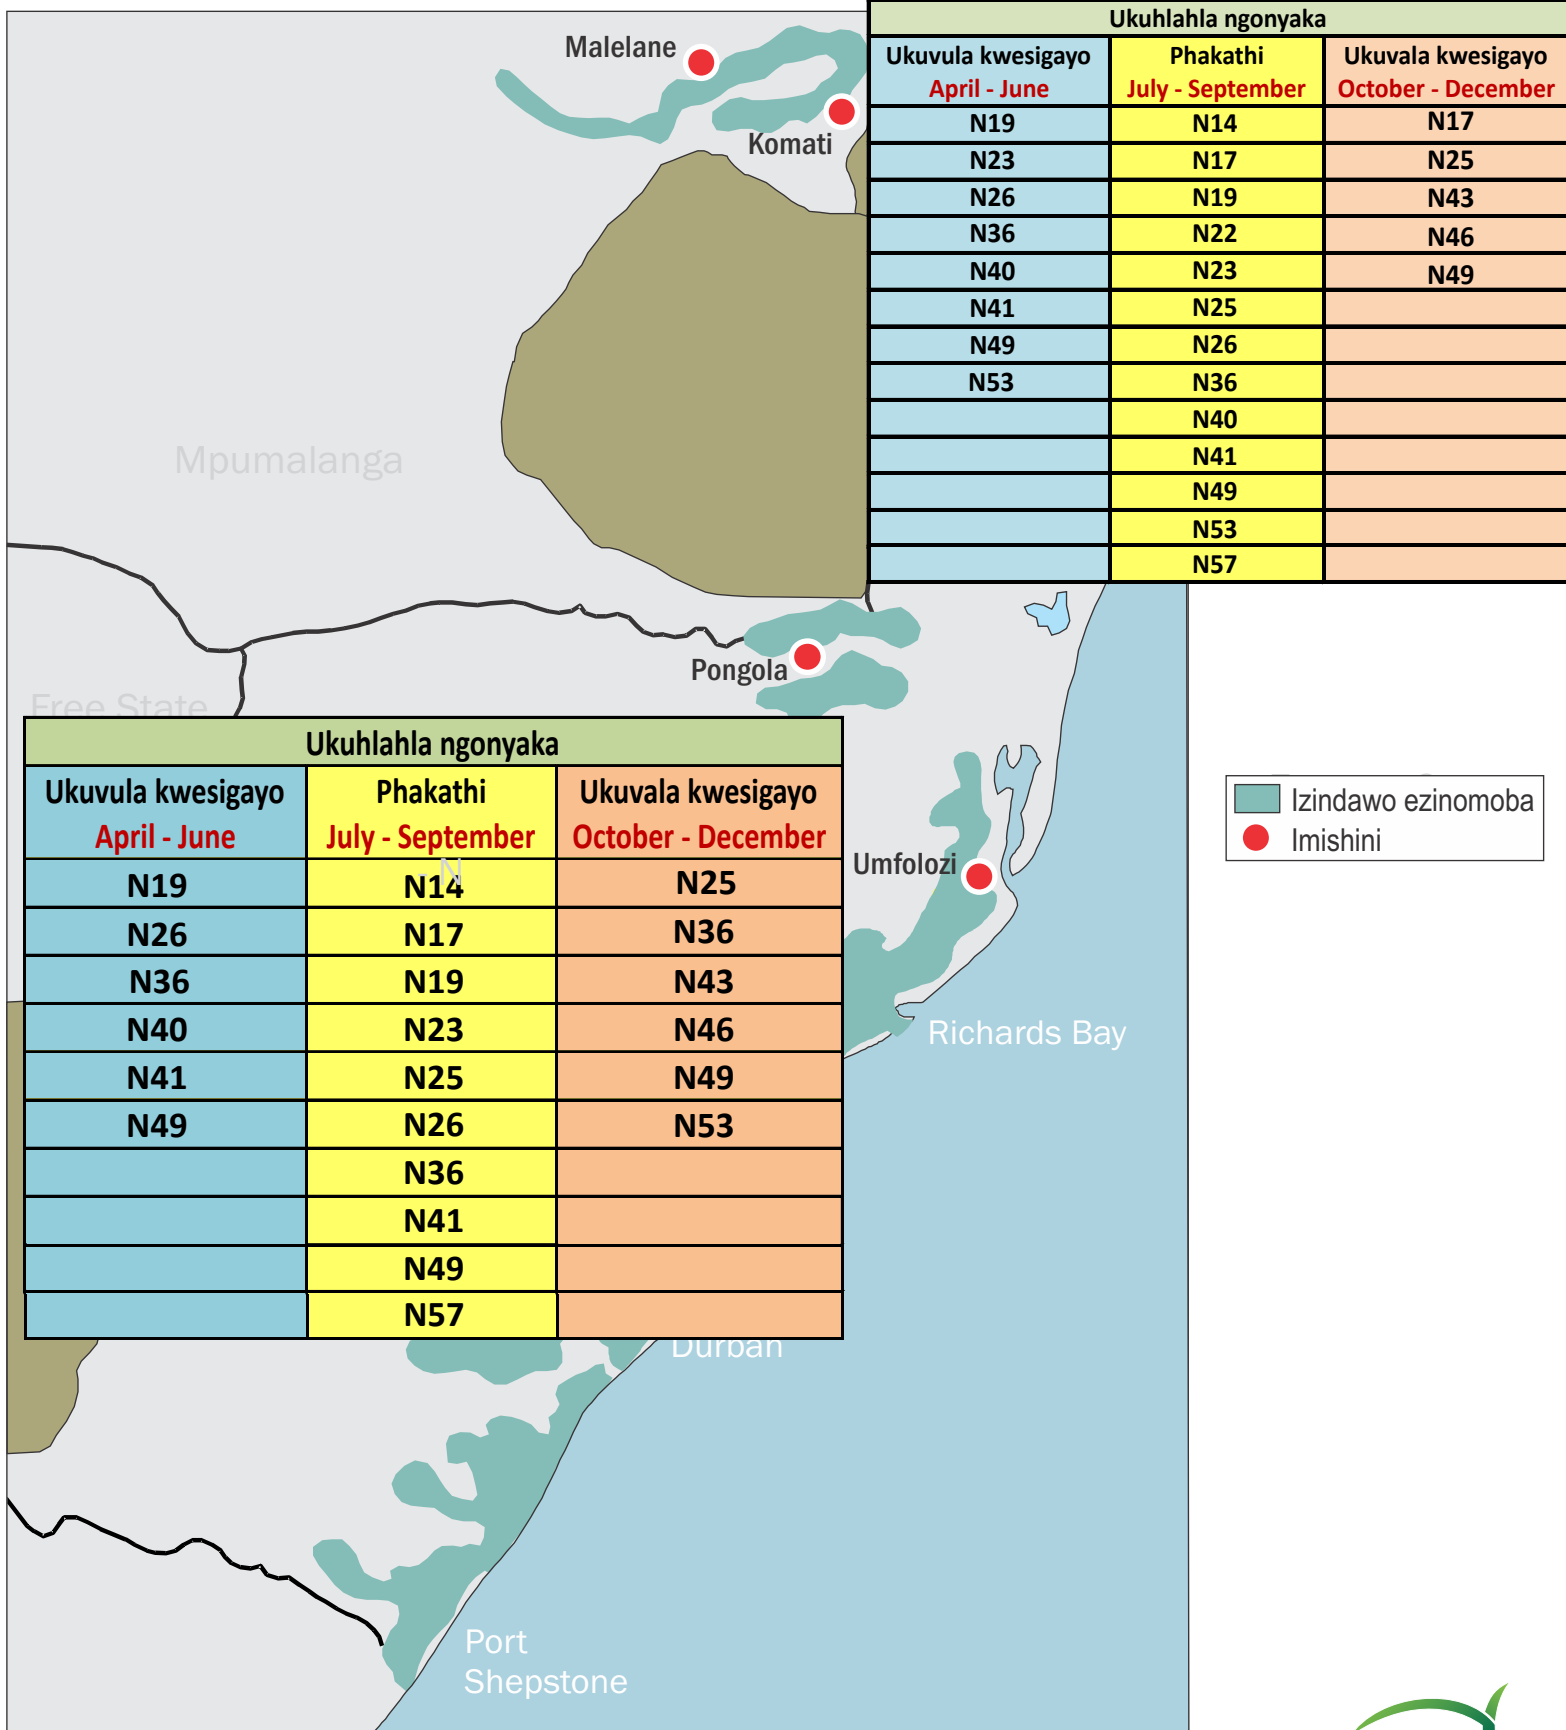 Malelane
Komati
Ukuhlahla ngonyaka
Ukuvula kwesigayo Phakathi Ukuvala kwesigayo
April - June July - September October - December
N19 N14 N17
N23 N17 N25
N26 N19 N43
N36 N22 N46
N40 N23 N49
N41 N25
N49 N26
N53 N36
N40
N41
N49
N53
N57
Mpumalanga
Pongola
Free State
Ukuhlahla ngonyaka
Ukuvula kwesigayo Phakathi Ukuvala kwesigayo
April - June July - September October - December
N19 N14 N25
N26 N17 N36
N36 N19 N43
N40 N23 N46
N41 N25 N49
N49 N26 N53
N36
N41
N49
N57
Izindawo ezinomoba
Imishini
Umfolozi
Richards Bay
Durban
Port
Shepstone